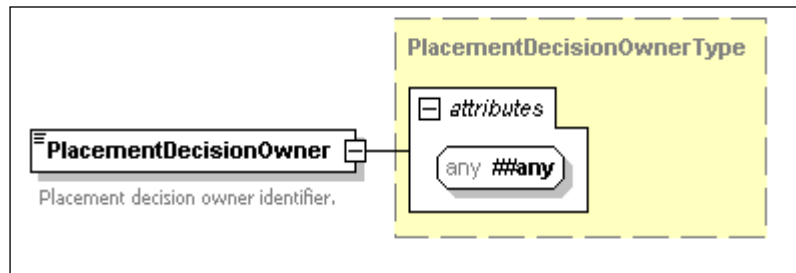 PlacementDecisionOwnerType
attributes
PlacementDecisionOwner
any ##any
Placement decision owner identifier.